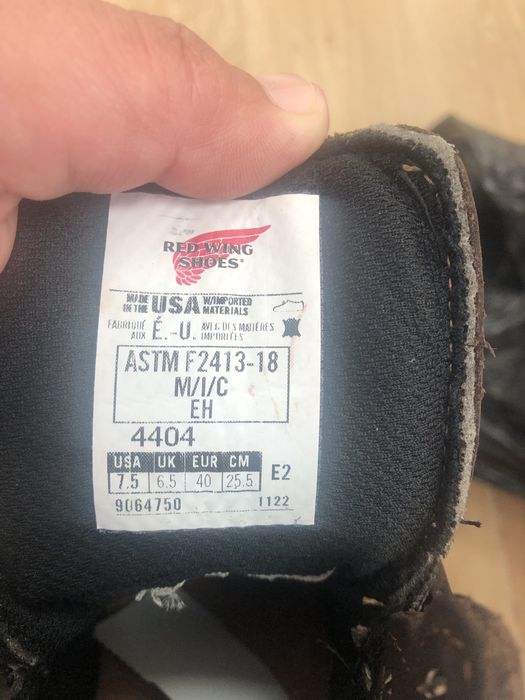 RED WING
SHOES®
MADE IN THE USA W/IMPORTED MATERIALS
FABRIQUÉ AUX É.-U. AVEC DES MATIÈRES IMPORTÉES
ASTM F2413-18
M/I/C
EH
4404
USA UK EUR CM
7.5 6.5 40 25.5 E2
9064750 1122